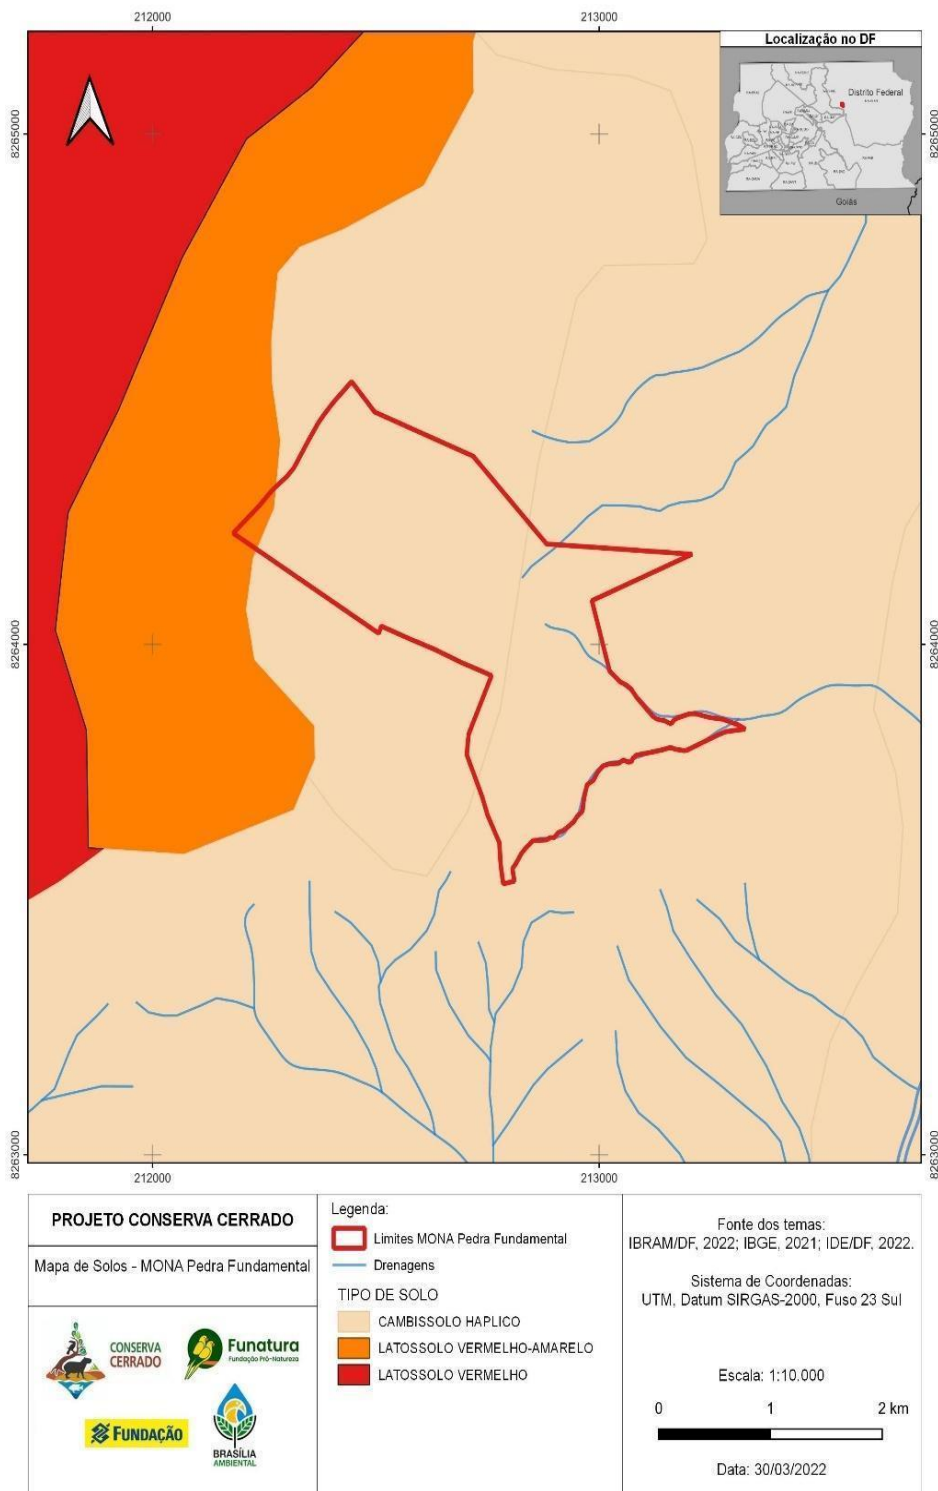 212000
213000
Localização no DF
Distrito Federal
Goiás
8265000
8265000
8264000
8264000
8263000
8263000
212000
213000
PROJETO CONSERVA CERRADO
Mapa de Solos - MONA Pedra Fundamental
CONSERVA
CERRADO
Funatura
Fundação Pró-Natureza
FUNDAÇÃO
BRASÍLIA
AMBIENTAL
Legenda:
Limites MONA Pedra Fundamental
Drenagens
TIPO DE SOLO
CAMBISSOLO HAPLICO
LATOSSOLO VERMELHO-AMARELO
LATOSSOLO VERMELHO
Fonte dos temas:
IBRAM/DF, 2022; IBGE, 2021; IDE/DF, 2022.
Sistema de Coordenadas:
UTM, Datum SIRGAS-2000, Fuso 23 Sul
Escala: 1:10.000
0 1 2 km
Data: 30/03/2022